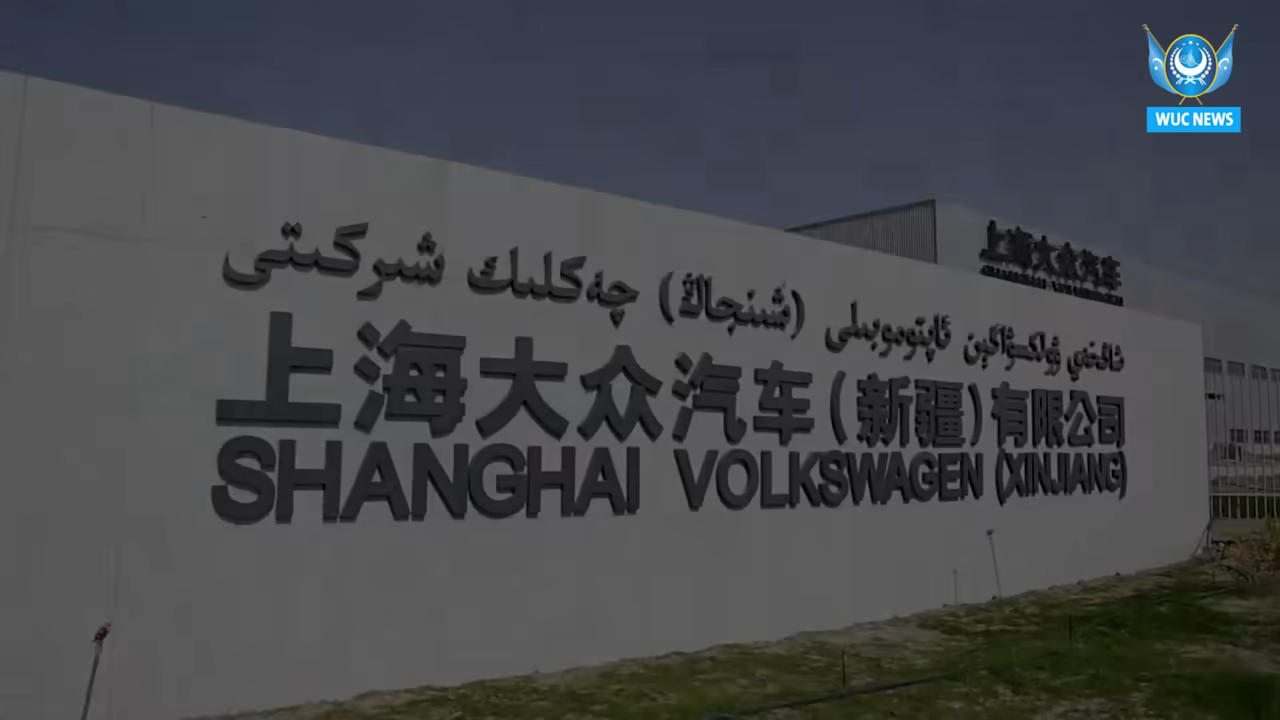 WUC NEWS
上海大众汽车
شاڭخەي ۋولكسۋاگېن ئاپتوموبىلى (شىنجاڭ) چەكلىك شىركىتى
上海大众汽车(新疆)有限公司
SHANGHAI VOLKSWAGEN (XINJIANG)